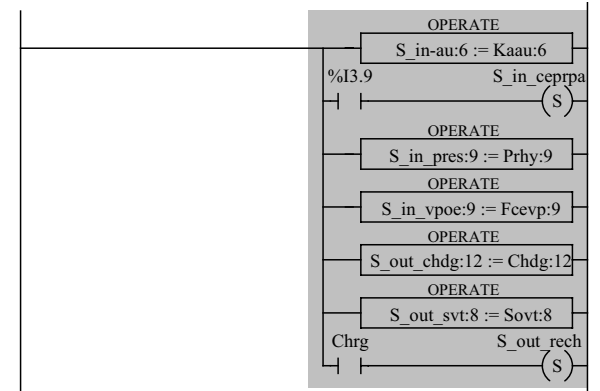 OPERATE
S_in-au:6 := Kaau:6
%I3.9 S_in_ceprpa
S
OPERATE
S_in_pres:9 := Prhy:9
OPERATE
S_in_vpoe:9 := Fcevp:9
OPERATE
S_out_chdg:12 := Chdg:12
OPERATE
S_out_svt:8 := Sovt:8
Chrg S_out_rech
S